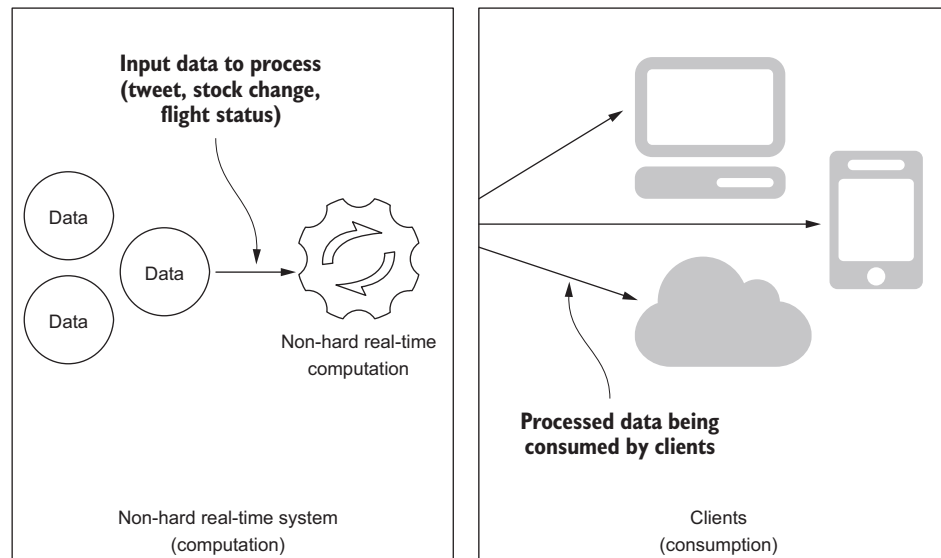 Input data to process
(tweet, stock change,
flight status)
Data
Data
Data
Non-hard real-time
computation
Non-hard real-time system
(computation)
Processed data being
consumed by clients
Clients
(consumption)